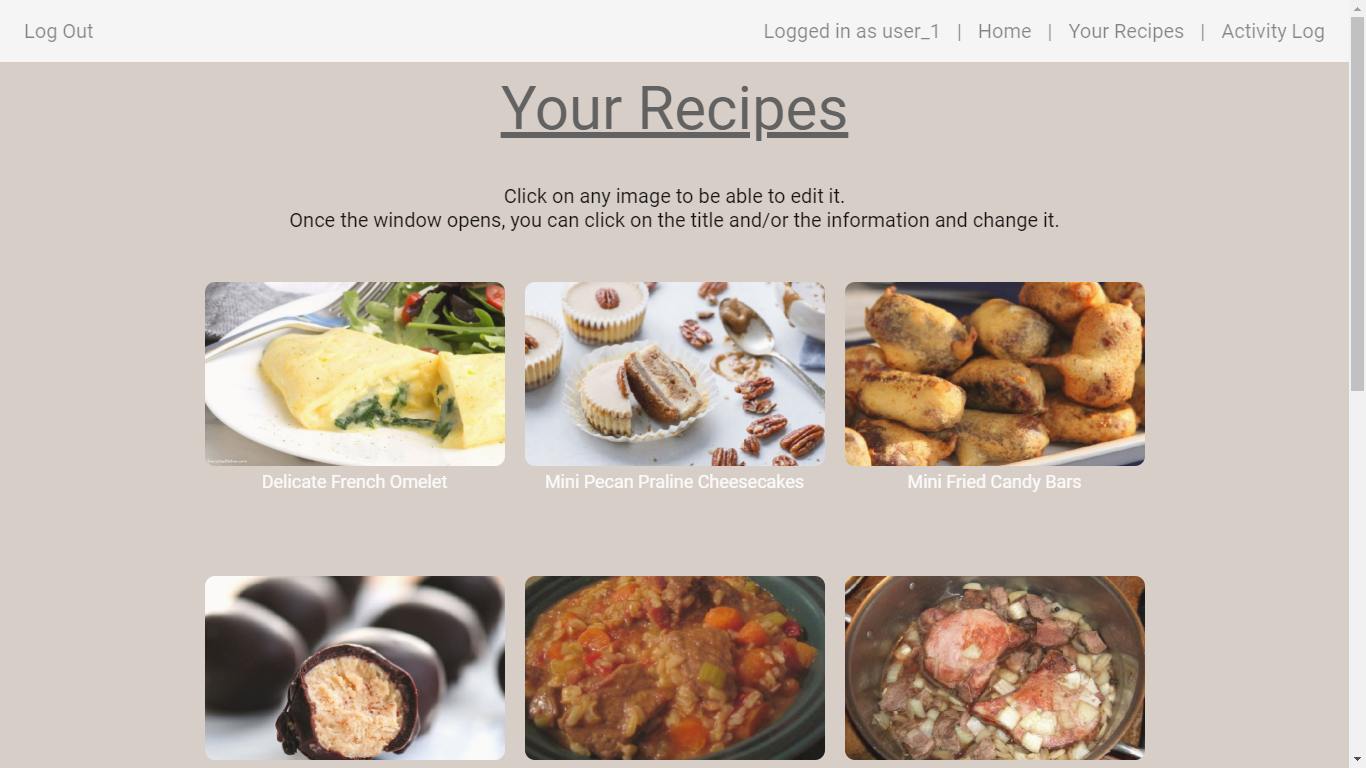 Log Out
Logged in as user_1 | Home | Your Recipes | Activity Log
Your Recipes
Click on any image to be able to edit it.
Once the window opens, you can click on the title and/or the information and change it.
Delicate French Omelet
Mini Pecan Praline Cheesecakes
Mini Fried Candy Bars